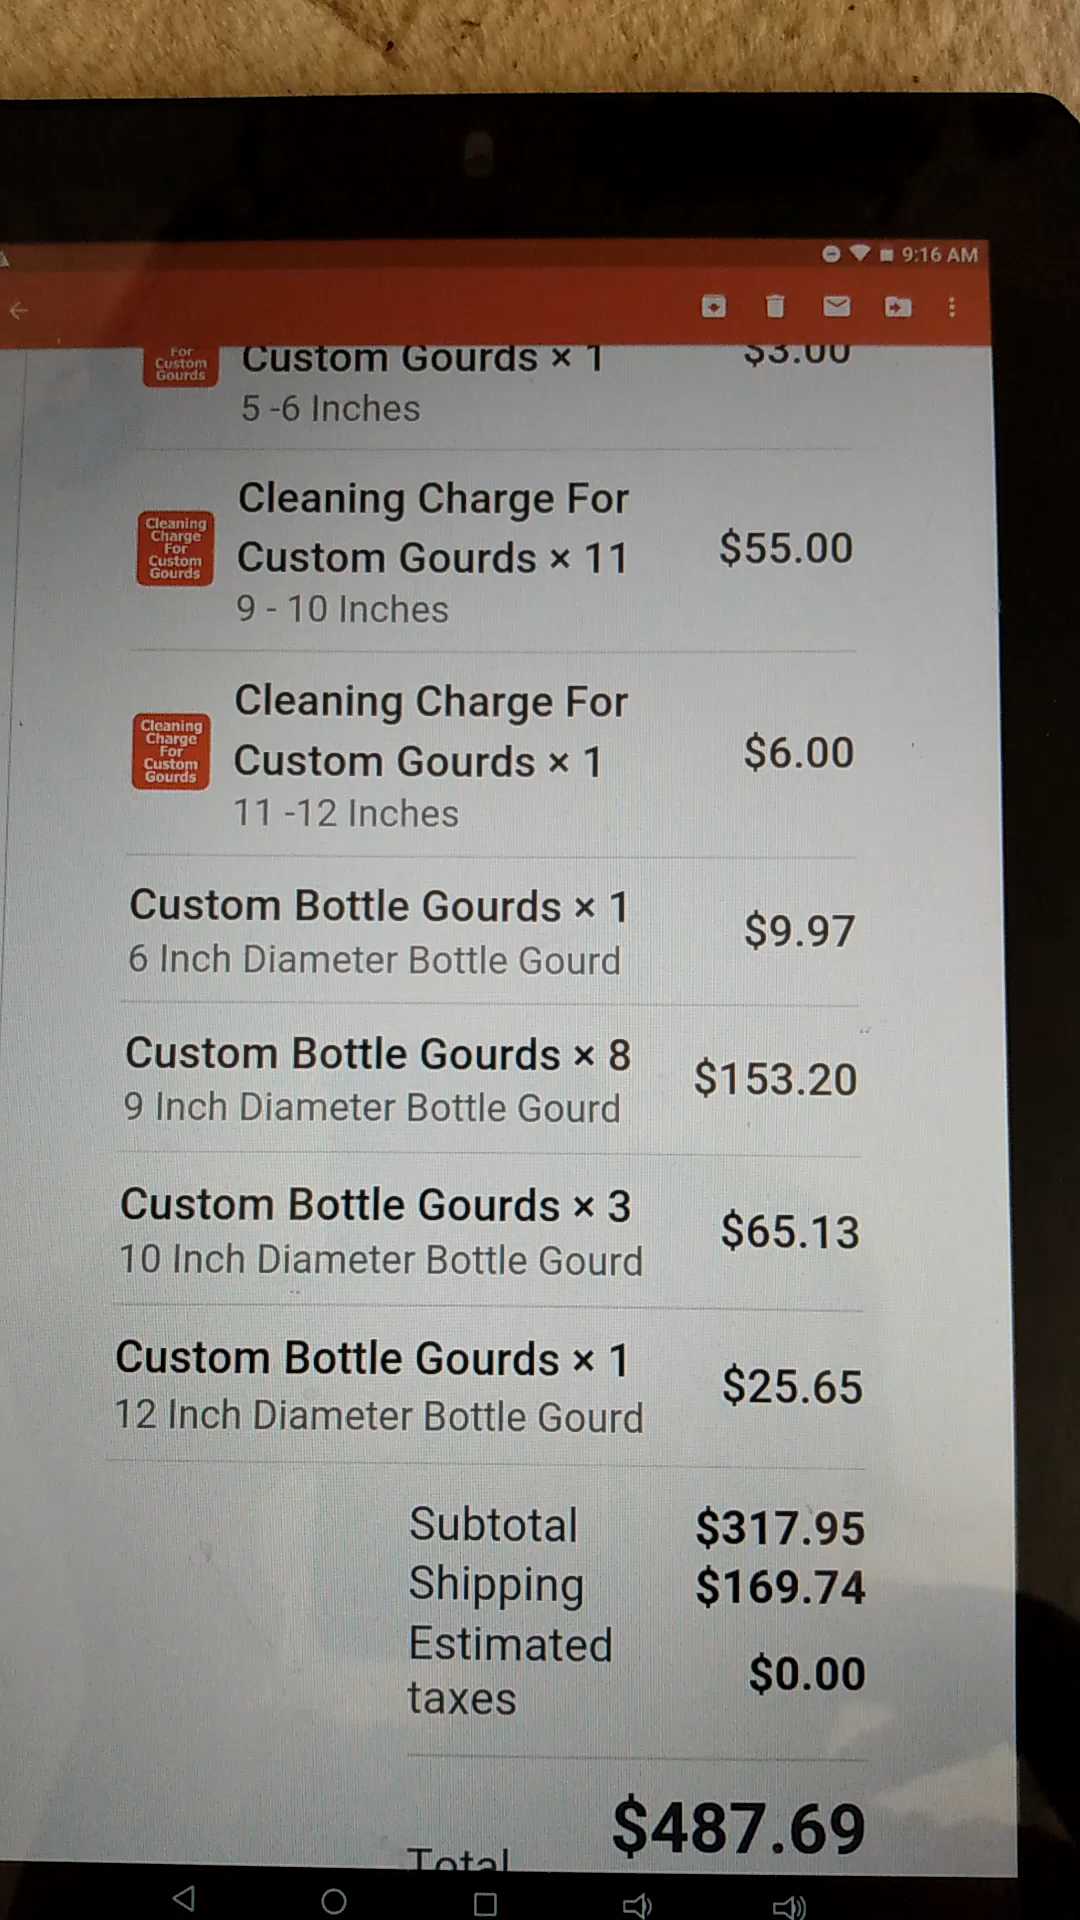 9:16 AM
For
Custom
Gourds
Custom Gourds × 1
$3.00
5 -6 Inches
Cleaning
Charge
For
Custom
Gourds
Cleaning Charge For
Custom Gourds × 11
$55.00
9 - 10 Inches
Cleaning
Charge
For
Custom
Gourds
Cleaning Charge For
Custom Gourds × 1
$6.00
11 -12 Inches
Custom Bottle Gourds × 1
$9.97
6 Inch Diameter Bottle Gourd
Custom Bottle Gourds × 8
$153.20
9 Inch Diameter Bottle Gourd
Custom Bottle Gourds × 3
$65.13
10 Inch Diameter Bottle Gourd
Custom Bottle Gourds × 1
$25.65
12 Inch Diameter Bottle Gourd
Subtotal $317.95
Shipping $169.74
Estimated
taxes
$0.00
Total $487.69